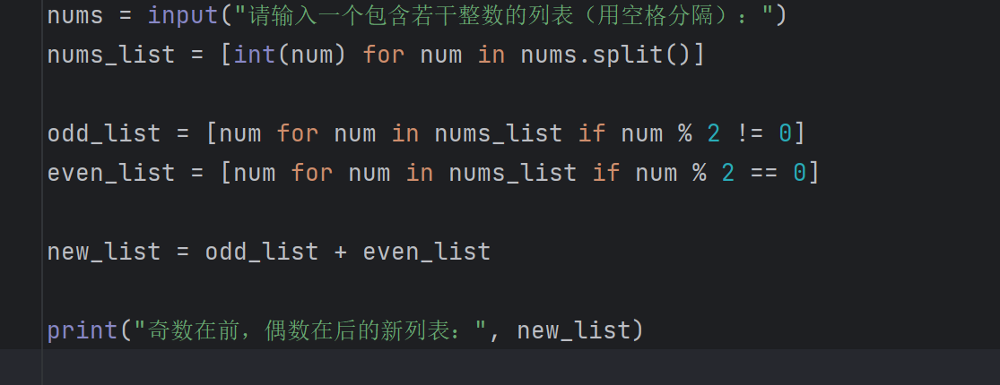 nums = input("请输入一个包含若干整数的列表（用空格分隔）：")
nums_list = [int(num) for num in nums.split()]
odd_list = [num for num in nums_list if num % 2 != 0]
even_list = [num for num in nums_list if num % 2 == 0]
new_list = odd_list + even_list
print("奇数在前，偶数在后的新列表：", new_list)